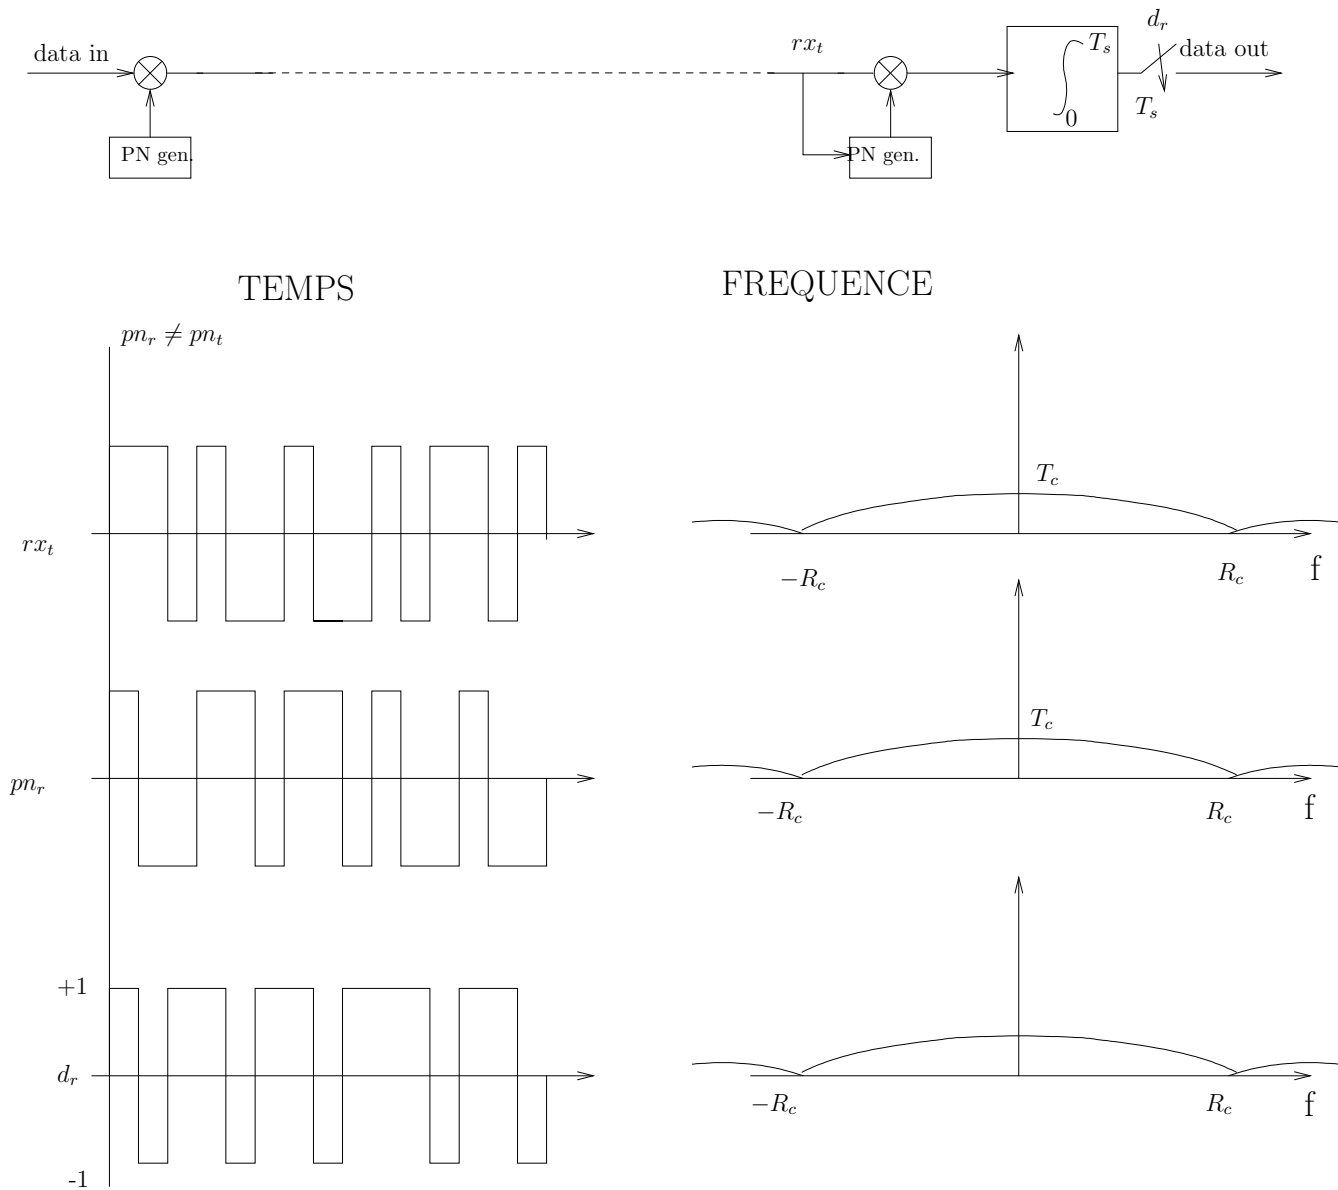 data in
PN gen.
rx_t
PN gen.
T_s
0
d_r
T_s
data out
TEMPS
FREQUENCE
pn_r ≠ pn_t
rx_t
T_c
−R_c
R_c
f
pn_r
T_c
−R_c
R_c
f
+1
d_r
-1
−R_c
R_c
f